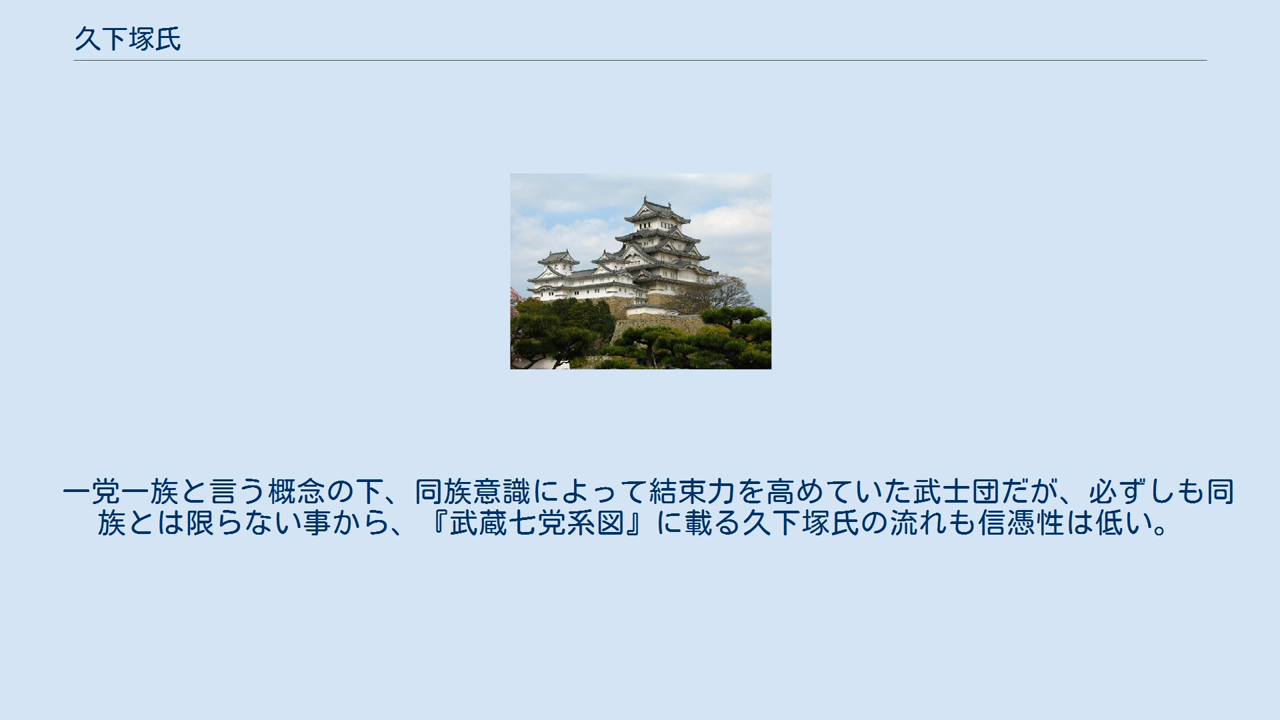 久下塚氏
一党一族と言う概念の下、同族意識によって結束力を高めていた武士団だが、必ずしも同
族とは限らない事から、『武蔵七党系図』に載る久下塚氏の流れも信憑性は低い。